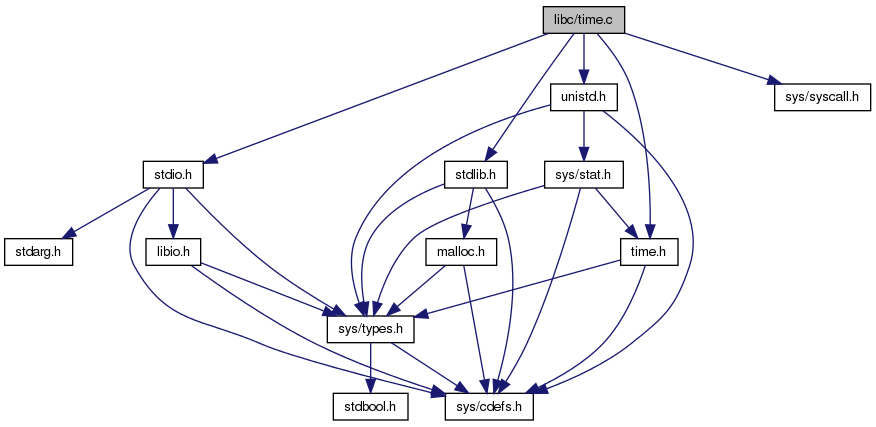 libc/time.c
unistd.h
sys/syscall.h
stdio.h
stdlib.h
sys/stat.h
stdarg.h
libio.h
malloc.h
time.h
sys/types.h
stdbool.h
sys/cdefs.h